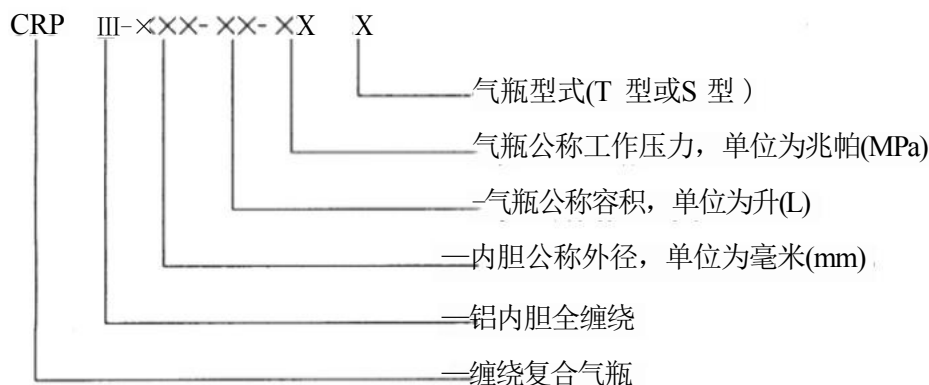 CRP Ⅲ-×××-××-×X X
气瓶型式(T 型或S 型 )
气瓶公称工作压力，单位为兆帕(MPa)
气瓶公称容积，单位为升(L)
内胆公称外径，单位为毫米(mm)
铝内胆全缠绕
缠绕复合气瓶